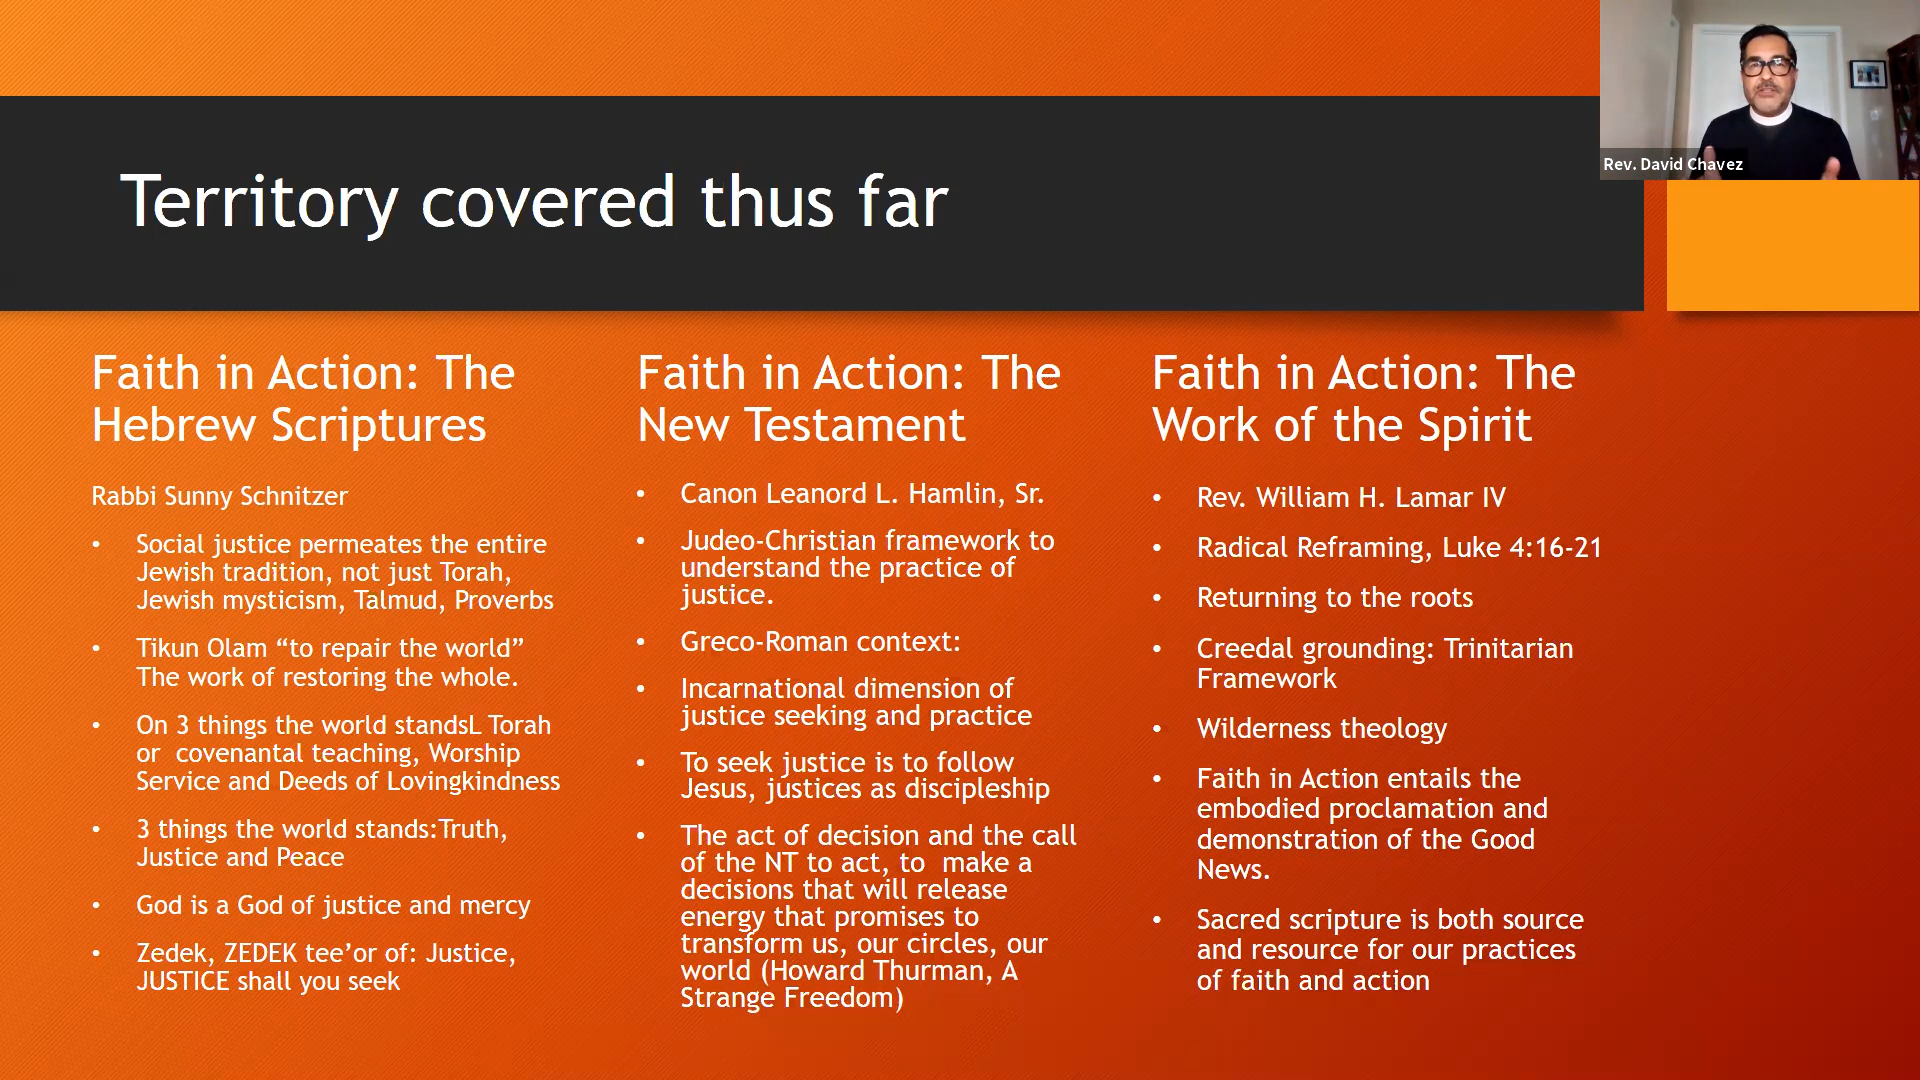 Rev. David Chavez
Territory covered thus far
Faith in Action: The
Hebrew Scriptures
Rabbi Sunny Schnitzer
• Social justice permeates the entire
Jewish tradition, not just Torah,
Jewish mysticism, Talmud, Proverbs
• Tikun Olam “to repair the world”
The work of restoring the whole.
• On 3 things the world standsL Torah
or covenantal teaching, Worship
Service and Deeds of Lovingkindness
• 3 things the world stands:Truth,
Justice and Peace
• God is a God of justice and mercy
• Zedek, ZEDEK tee’or of: Justice,
JUSTICE shall you seek
Faith in Action: The
New Testament
• Canon Leanord L. Hamlin, Sr.
• Judeo-Christian framework to
understand the practice of
justice.
• Greco-Roman context:
• Incarnational dimension of
justice seeking and practice
• To seek justice is to follow
Jesus, justices as discipleship
• The act of decision and the call
of the NT to act, to make a
decisions that will release
energy that promises to
transform us, our circles, our
world (Howard Thurman, A
Strange Freedom)
Faith in Action: The
Work of the Spirit
• Rev. William H. Lamar IV
• Radical Reframing, Luke 4:16-21
• Returning to the roots
• Creedal grounding: Trinitarian
Framework
• Wilderness theology
• Faith in Action entails the
embodied proclamation and
demonstration of the Good
News.
• Sacred scripture is both source
and resource for our practices
of faith and action